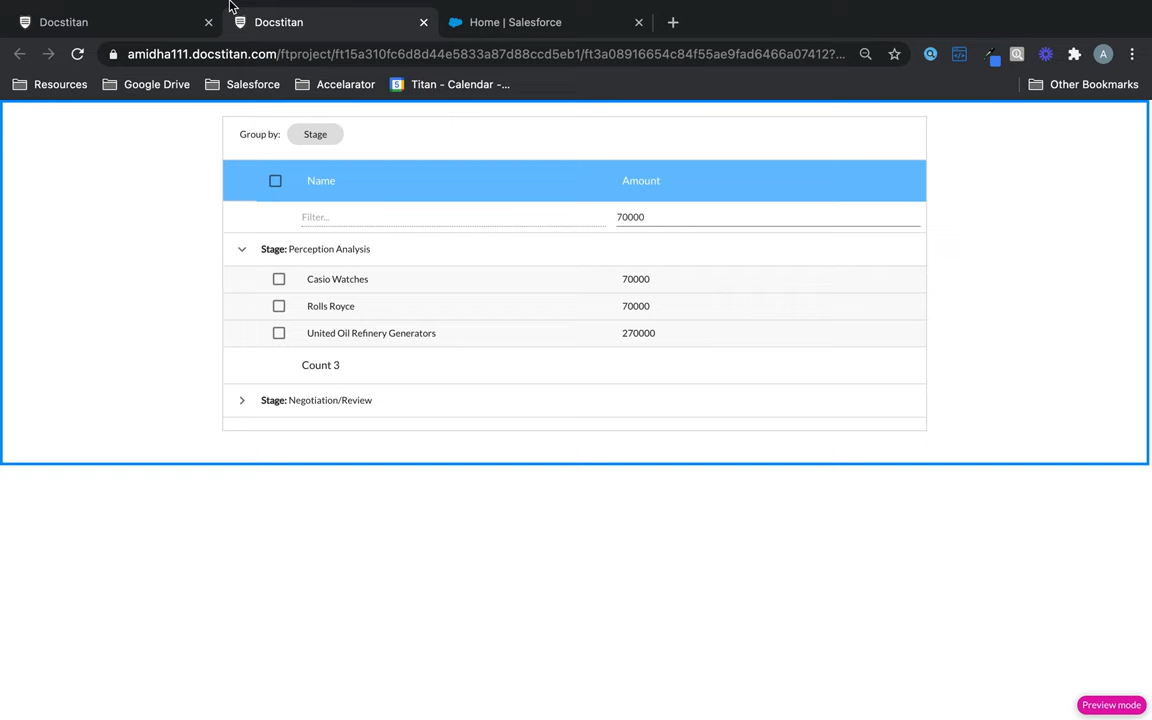 Docstitan
Docstitan
Home | Salesforce
amidha111.docstitan.com/ftproject/ft15a310fc6d8d44e5833a87d88ccd5eb1/ft3a08916654c84f55ae9fad6466a07412?...
A
Resources
Google Drive
Salesforce
Accelarator
5
Titan - Calendar -...
Other Bookmarks
Group by:
Stage
Name Amount
Filter... 70000
Stage: Perception Analysis
Casio Watches 70000
Rolls Royce 70000
United Oil Refinery Generators 270000
Count 3
Stage: Negotiation/Review
Preview mode